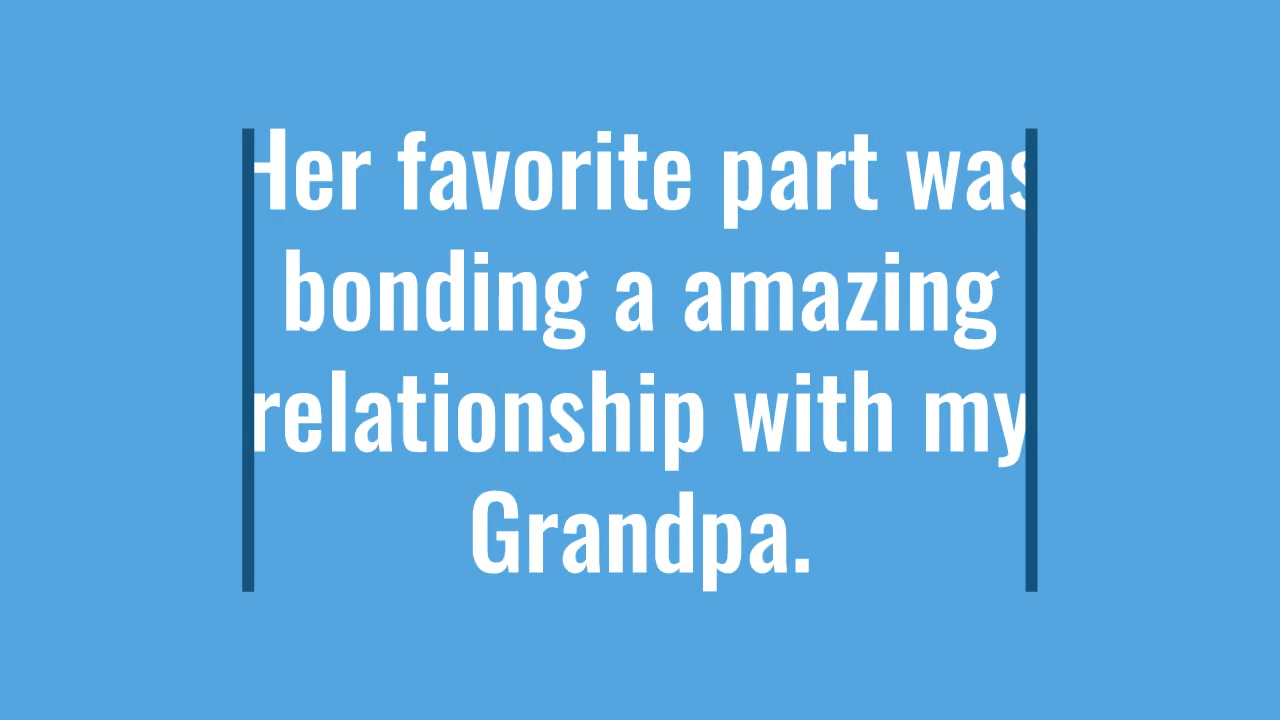 Her favorite part was
bonding a amazing
relationship with my
Grandpa.